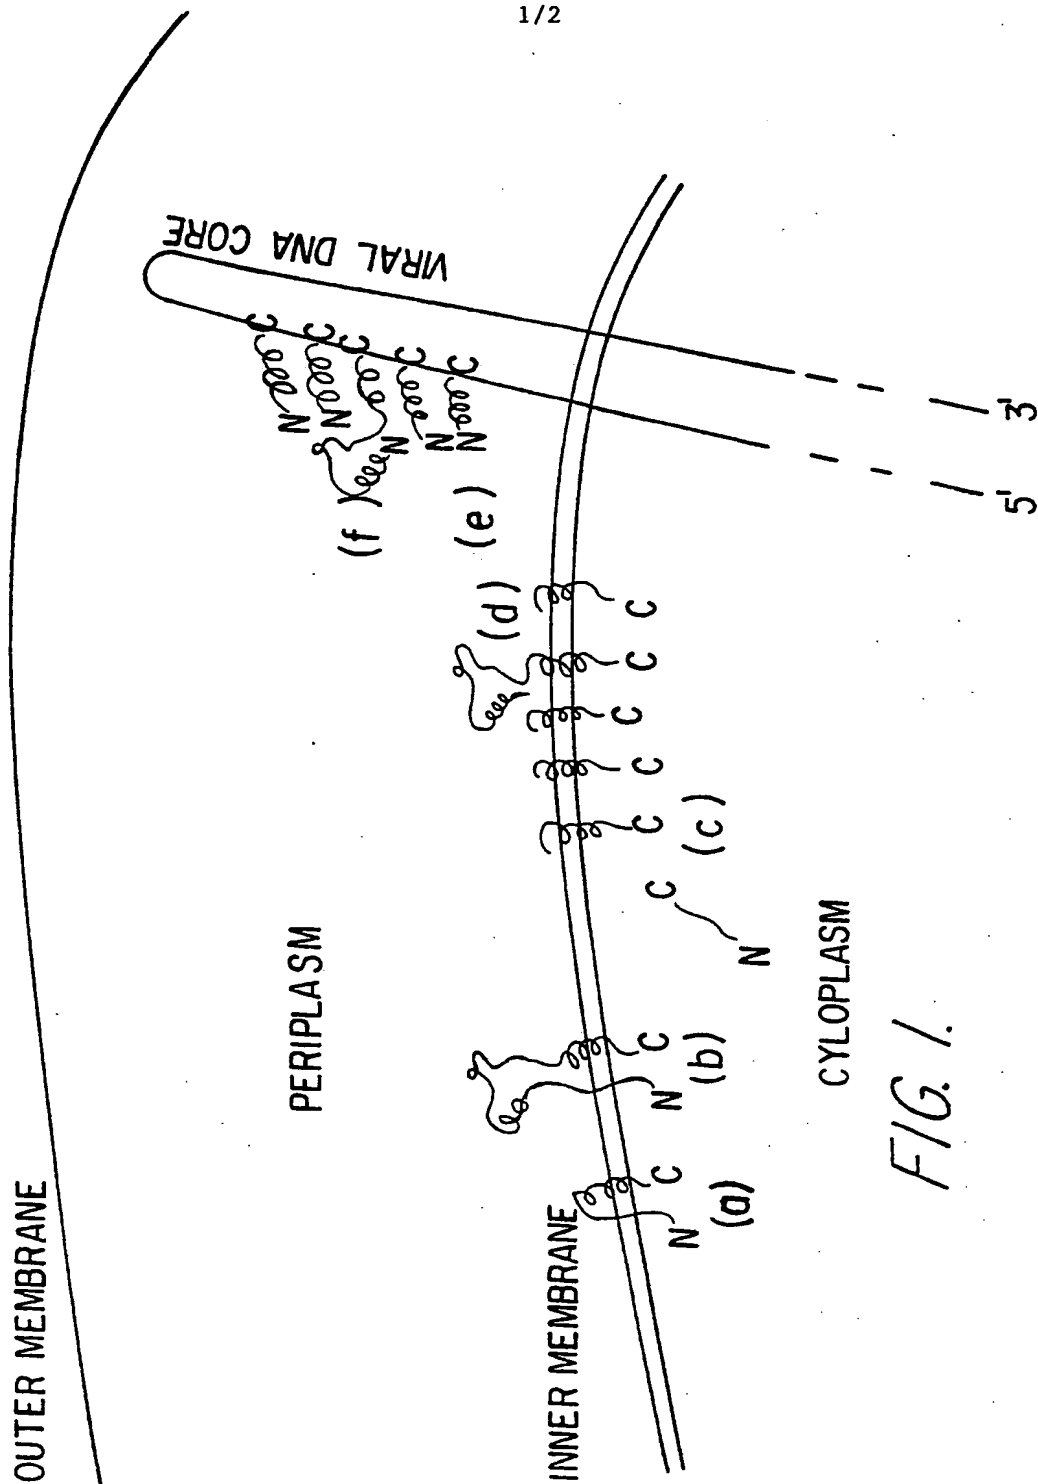 1/2
OUTER MEMBRANE
PERIPLASM
INNER MEMBRANE
VIRAL DNA CORE
C
C
C
C
C
N
N
N
N
N
(f)
(e)
(d)
(a)
N
C
(b)
N
C
N
C
(c)
C
C
C
C
C
5'
3'
CYLOPLASM
FIG. 1.